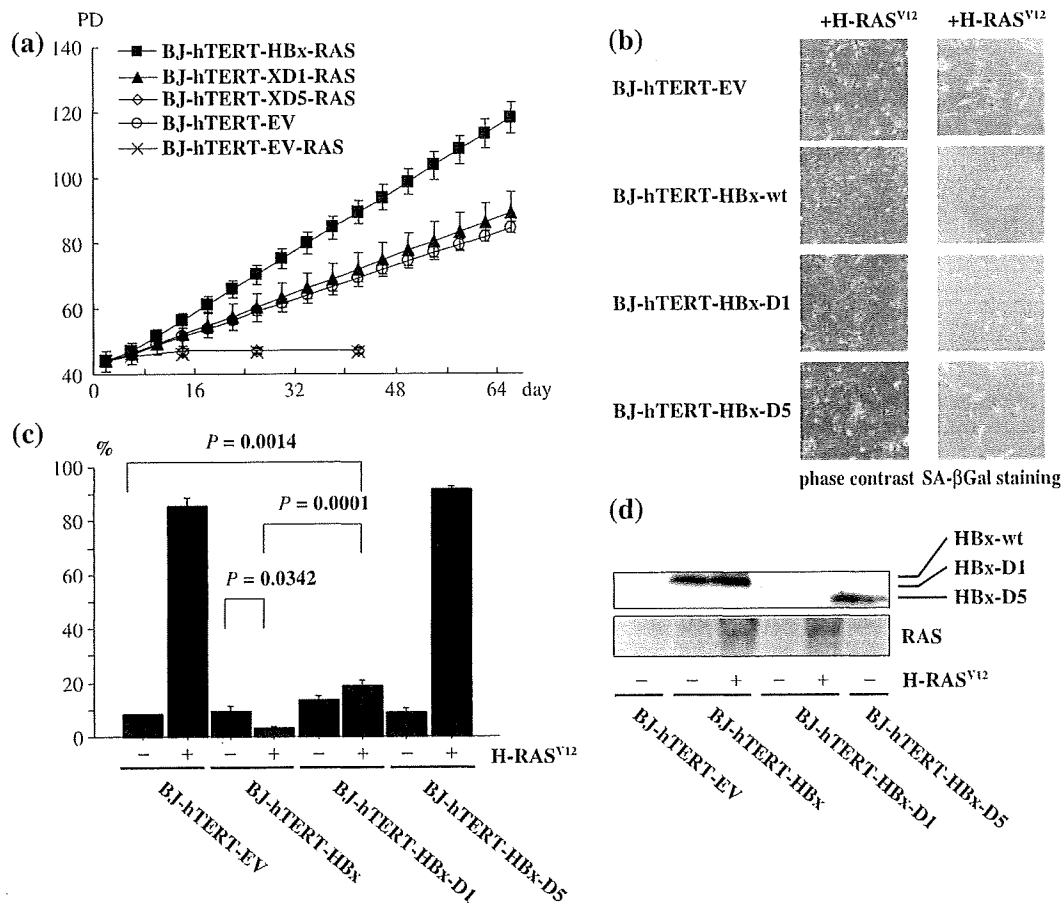 (a)
PD
140
120
100
80
60
40
0
16
32
48
64
day
BJ-hTERT-HBx-RAS
BJ-hTERT-XD1-RAS
BJ-hTERT-XD5-RAS
BJ-hTERT-EV
BJ-hTERT-EV-RAS
(b)
+H-RASV12 +H-RASV12
BJ-hTERT-EV
BJ-hTERT-HBx-wt
BJ-hTERT-HBx-D1
BJ-hTERT-HBx-D5
phase contrast SA-βGal staining
(c)
%
100
80
60
40
20
0
P = 0.0014
P = 0.0001
P = 0.0342
− + − + − + − + H-RASV12
BJ-hTERT-EV
BJ-hTERT-HBx
BJ-hTERT-HBx-D1
BJ-hTERT-HBx-D5
(d)
HBx-wt
HBx-D1
HBx-D5
RAS
− − + − + − H-RASV12
BJ-hTERT-EV
BJ-hTERT-HBx
BJ-hTERT-HBx-D1
BJ-hTERT-HBx-D5